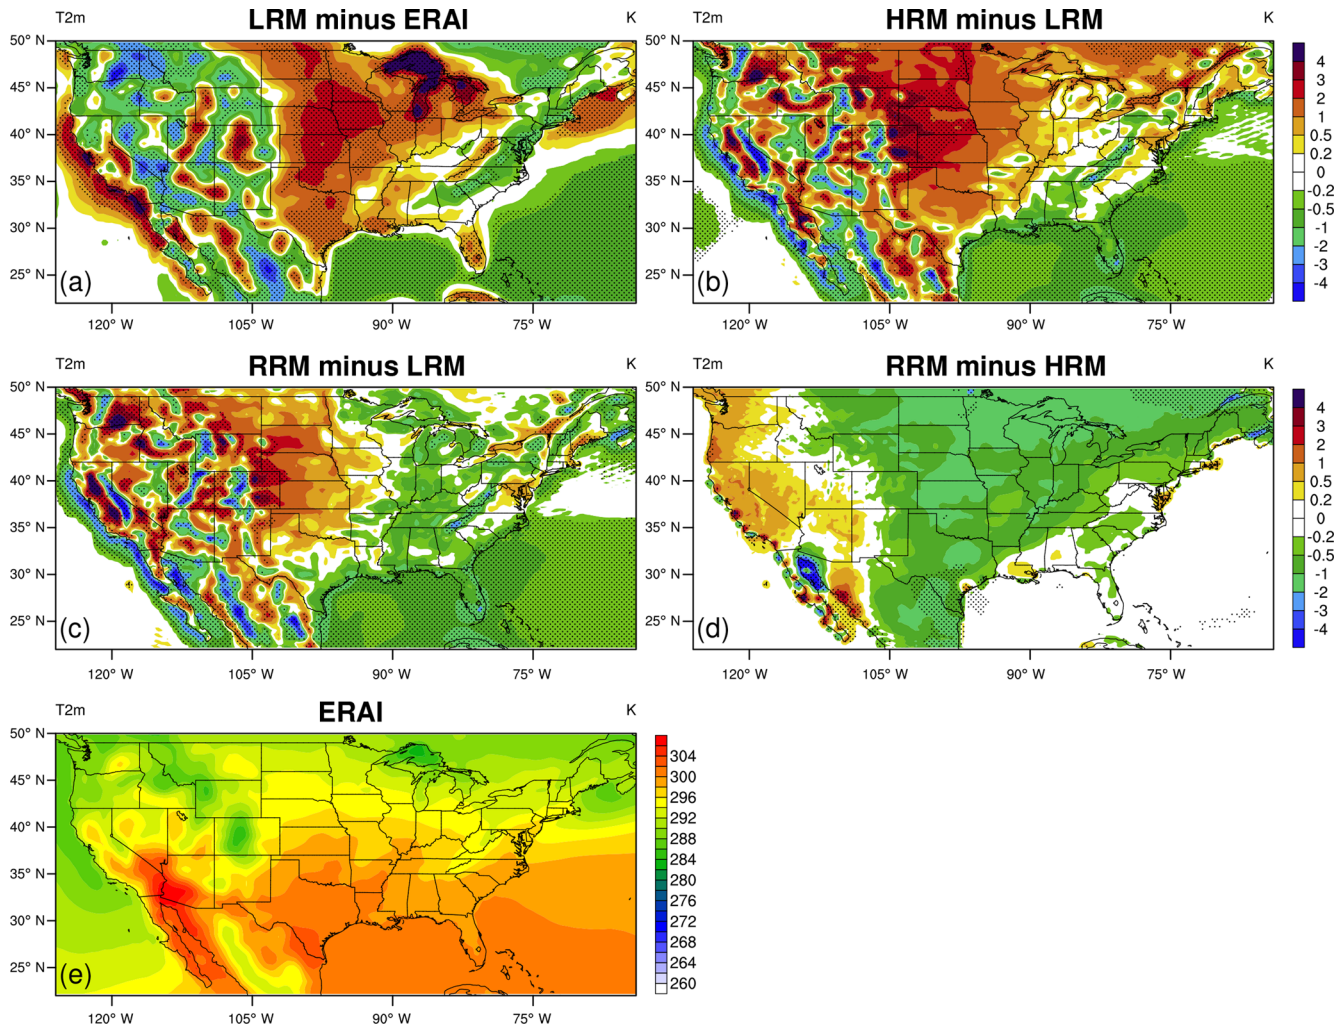 T2m LRM minus ERAI K
50° N
45° N
40° N
35° N
30° N
25° N
(a)
120° W 105° W 90° W 75° W
T2m HRM minus LRM K
50° N
45° N
40° N
35° N
30° N
25° N
(b)
120° W 105° W 90° W 75° W
4
3
2
1
0.5
0.2
0
-0.2
-0.5
-1
-2
-3
-4
T2m RRM minus LRM K
50° N
45° N
40° N
35° N
30° N
25° N
(c)
120° W 105° W 90° W 75° W
T2m RRM minus HRM K
50° N
45° N
40° N
35° N
30° N
25° N
(d)
120° W 105° W 90° W 75° W
4
3
2
1
0.5
0.2
0
-0.2
-0.5
-1
-2
-3
-4
T2m ERAI K
50° N
45° N
40° N
35° N
30° N
25° N
(e)
120° W 105° W 90° W 75° W
304
300
296
292
288
284
280
276
272
268
264
260